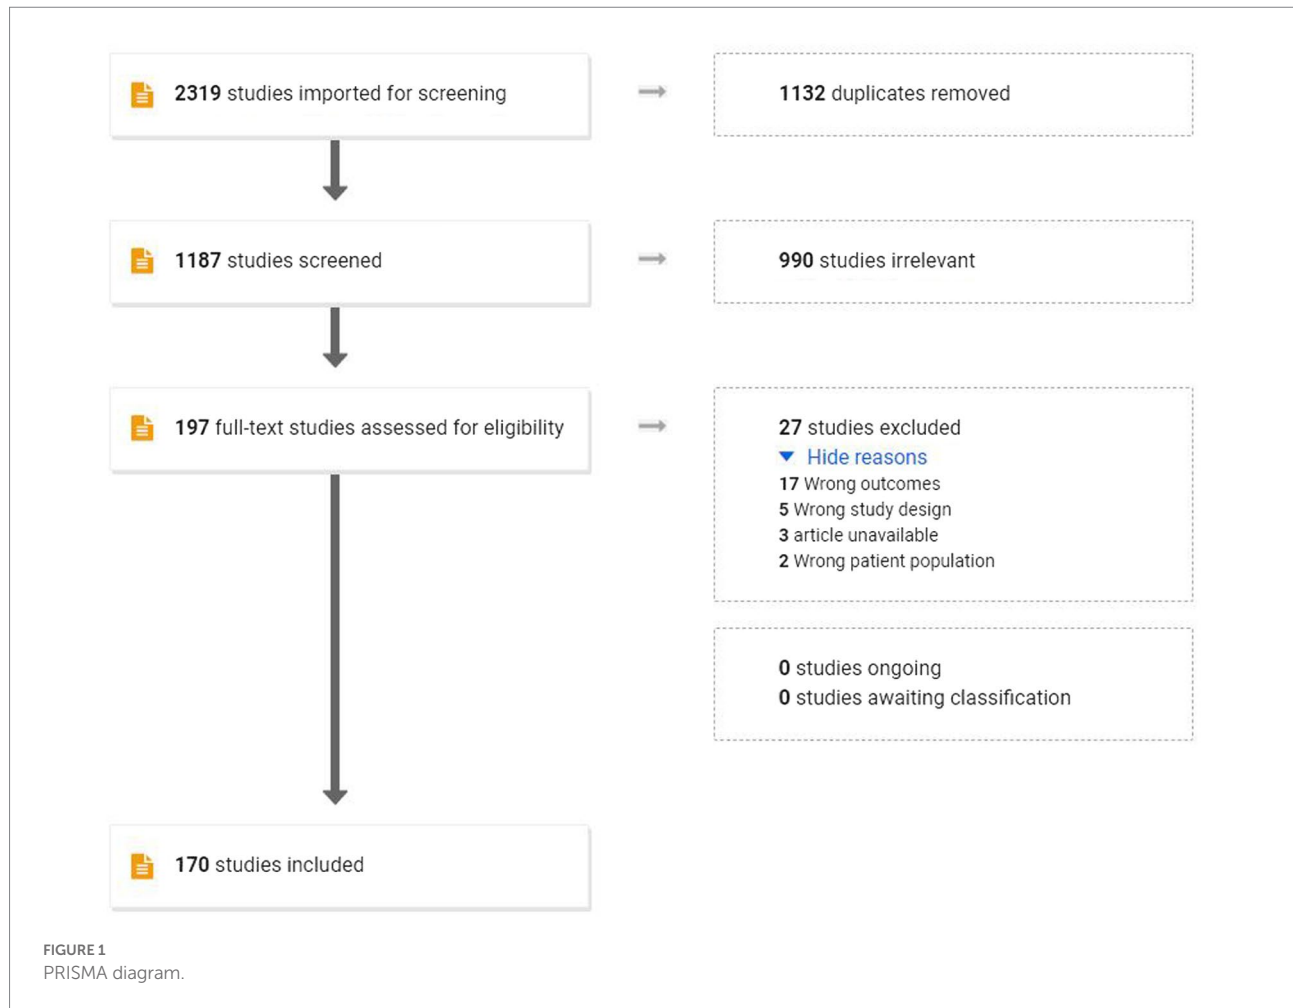 2319 studies imported for screening
1132 duplicates removed
1187 studies screened
990 studies irrelevant
197 full-text studies assessed for eligibility
27 studies excluded
Hide reasons
17 Wrong outcomes
5 Wrong study design
3 article unavailable
2 Wrong patient population
0 studies ongoing
0 studies awaiting classification
170 studies included
FIGURE 1
PRISMA diagram.